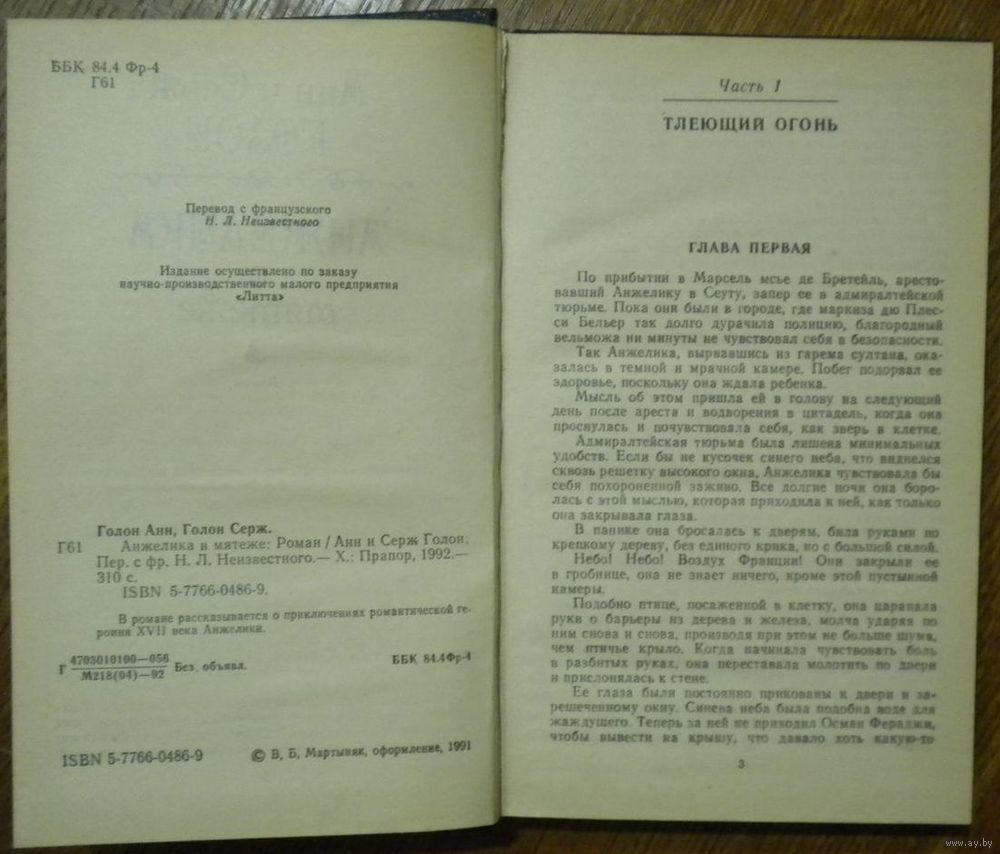 ББК 84.4 Фр-4
Г61
Перевод с французского
Н. Л. Неизвестного
Издание осуществлено по заказу
научно-производственного малого предприятия
«Литта»
Голон Анн, Голон Серж.
Г61 Анжелика в мятеже: Роман / Анн и Серж Голон;
Пер. с фр. Н. Л. Неизвестного.— Х.: Прапор, 1992.—
310 с.
ISBN 5-7766-0486-9.
В романе рассказывается о приключениях романтической ге-
роини XVII века Анжелики.
Г 4703010100—056 Без объявл. ББК 84.4Фр-4
М218(04)—92
ISBN 5-7766-0486-9 © В. Б. Мартыняк, оформление, 1991
Часть 1
ТЛЕЮЩИЙ ОГОНЬ
ГЛАВА ПЕРВАЯ
По прибытии в Марсель мсье де Бретейль, аресто-
вавший Анжелику в Сеуту, запер ее в адмиралтейской
тюрьме. Пока они были в городе, где маркиза дю Плес-
си Бельер так долго дурачила полицию, благородный
вельможа ни минуты не чувствовал себя в безопасности.
Так Анжелика, вырвавшись из гарема султана, ока-
залась в темной и мрачной камере. Побег подорвал ее
здоровье, поскольку она ждала ребенка.
Мысль об этом пришла ей в голову на следующий
день после ареста и водворения в цитадель, когда она
проснулась и почувствовала себя, как зверь в клетке.
Адмиралтейская тюрьма была лишена минимальных
удобств. Если бы не кусочек синего неба, что виднелся
сквозь решетку высокого окна, Анжелика чувствовала бы
себя похороненной заживо. Все долгие ночи она боро-
лась с этой мыслью, которая приходила к ней, как только
она закрывала глаза.
В панике она бросалась к дверям, била руками по
крепкому дереву, без единого крика, но с большой силой.
Небо! Небо! Воздух Франции! Они закрыли ее
в гробнице, она не знает ничего, кроме этой пустынной
камеры.
Подобно птице, посаженной в клетку, она царапала
руки о барьеры из дерева и железа, молча ударяя по
ним снова и снова, производя при этом не больше шума,
чем птичье крыло. Когда начинала чувствовать боль
в разбитых руках, она переставала молотить по двери
и прислонялась к стене.
Ее глаза были постоянно прикованы к двери и за-
решеченному окну. Синева неба была подобна воде для
жаждущего. Теперь за ней не приходил Осман Фераджи,
чтобы вывести на крышу, что давало хоть какую-то
3
www.ay.by